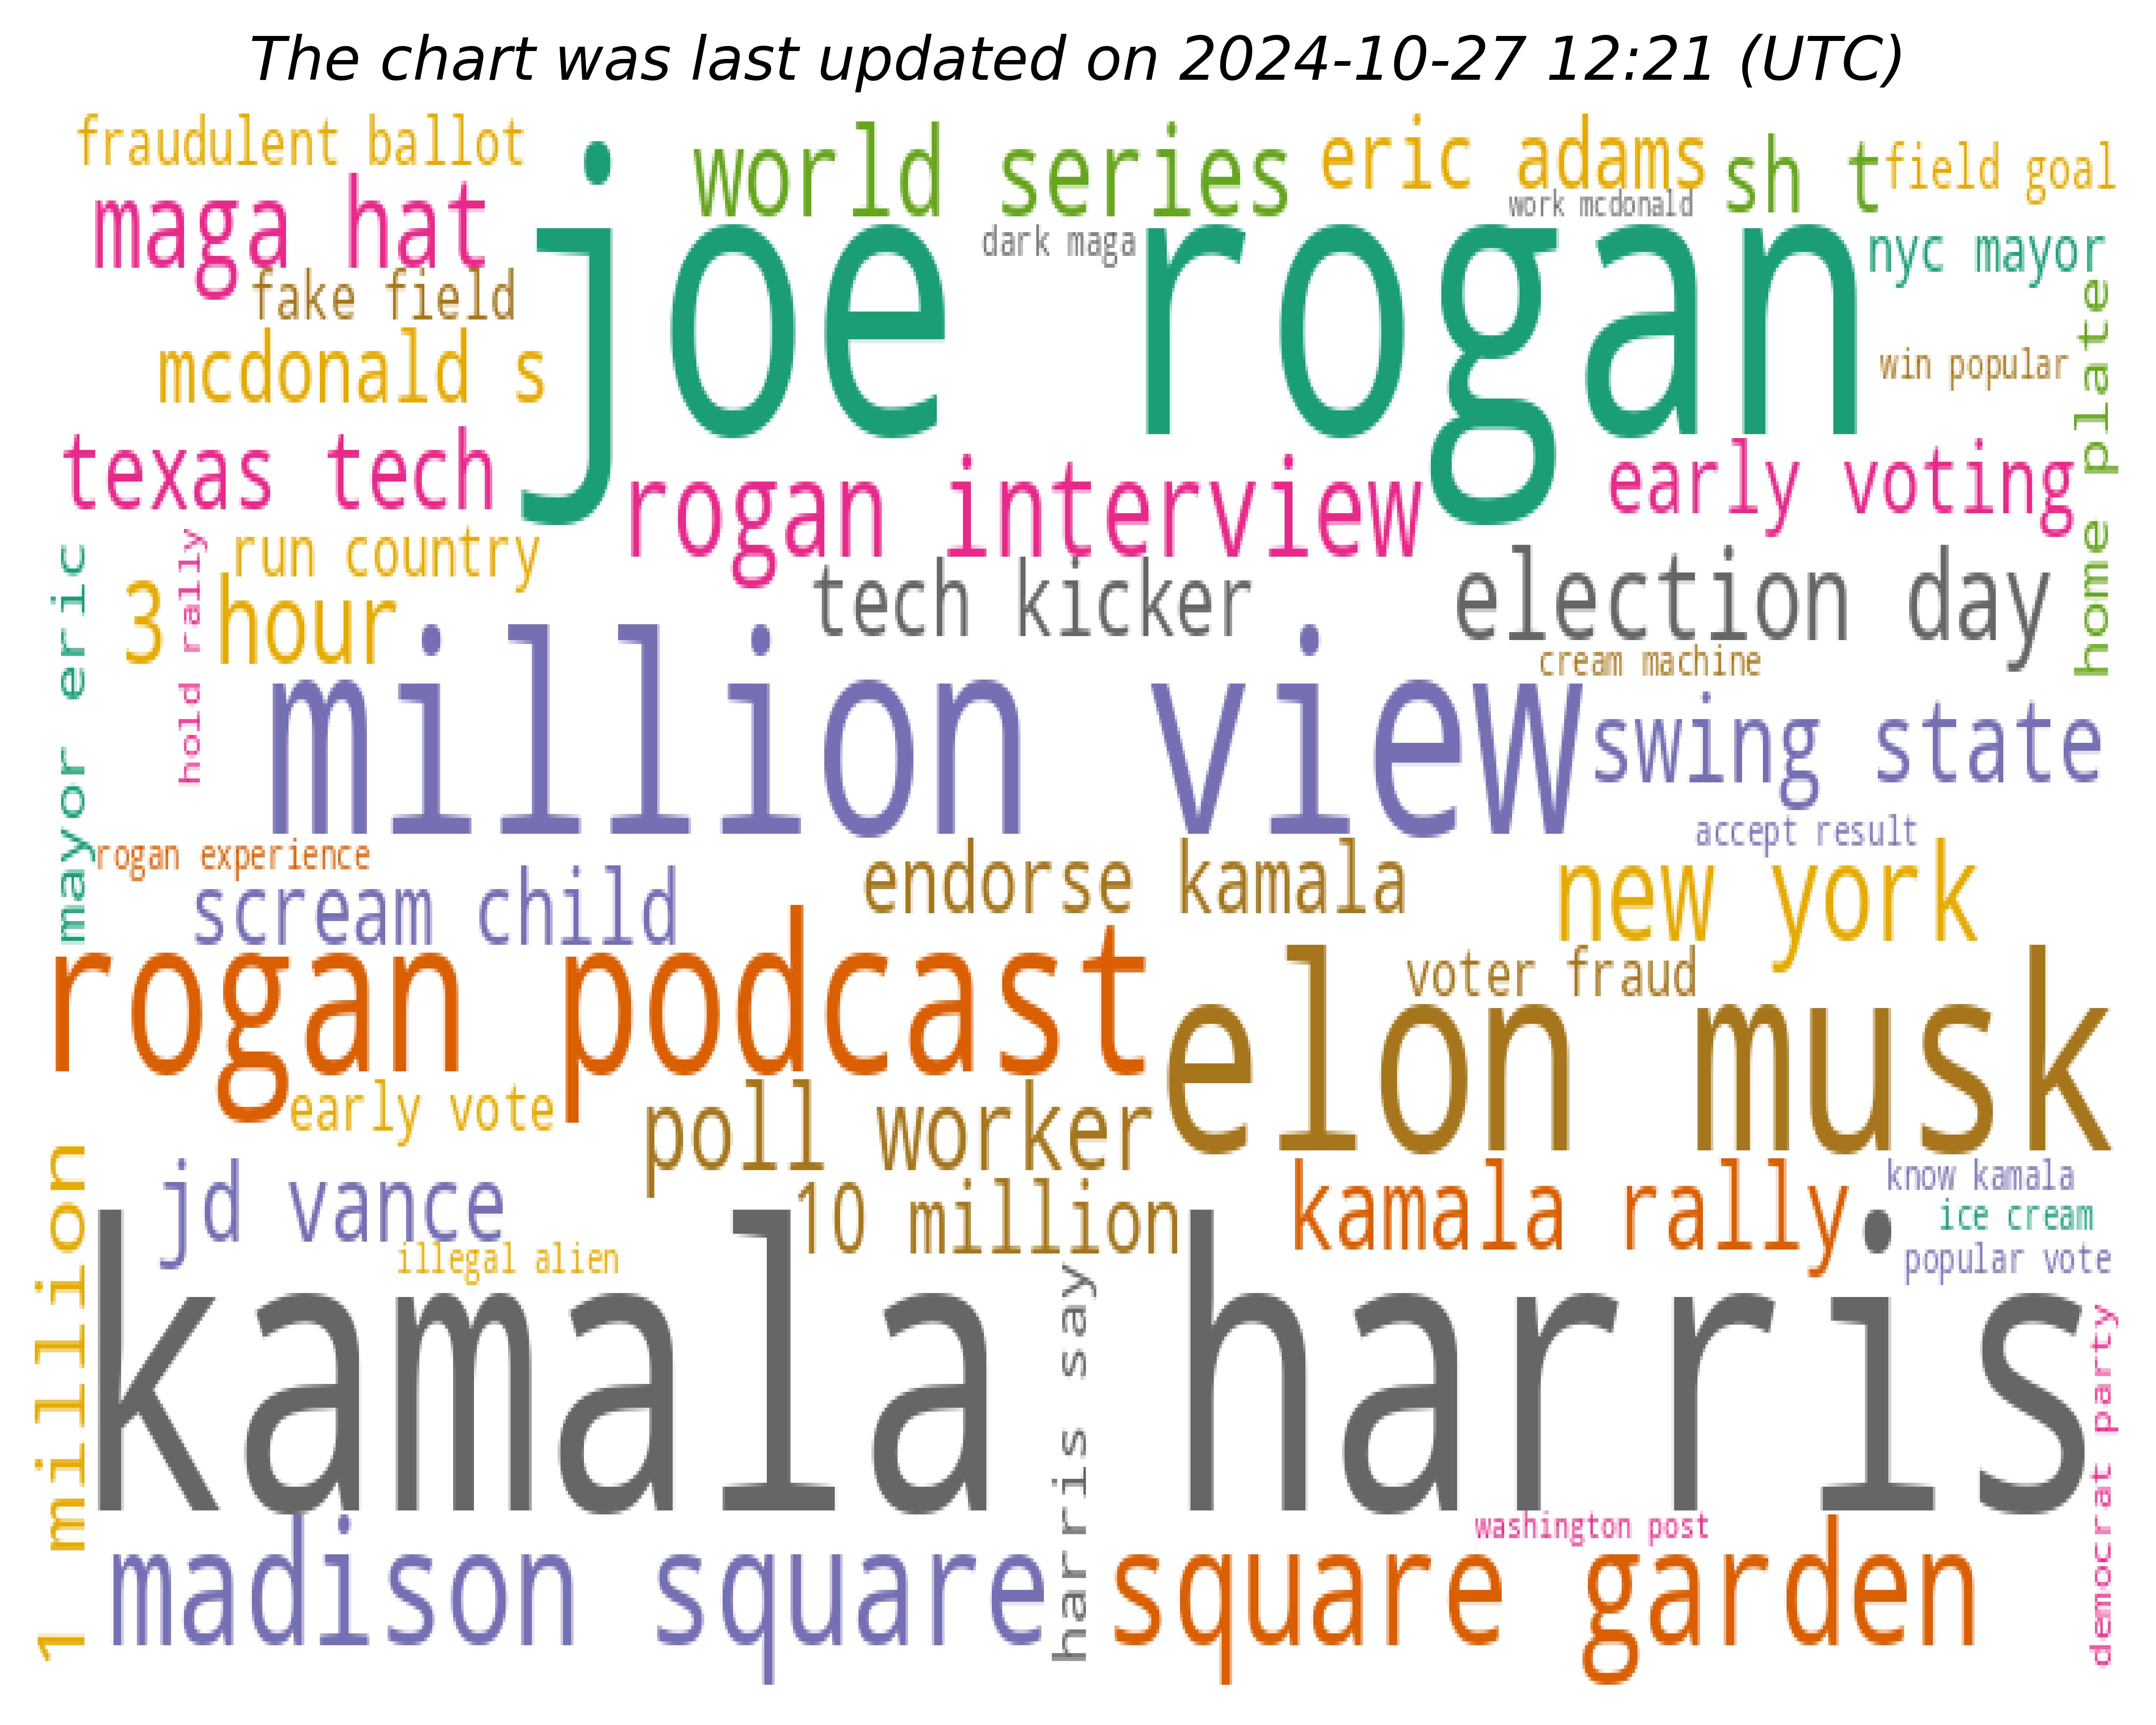 The chart was last updated on 2024-10-27 12:21 (UTC)
fraudulent ballot
world series
eric adams
sh t
field goal
maga hat
work mcdonald
dark maga
joe rogan
nyc mayor
fake field
mcdonald s
win popular
home plate
texas tech
rogan interview
early voting
hold rally
run country
mayor eric
3 hour
tech kicker
election day
cream machine
million view
swing state
accept result
rogan experience
scream child
endorse kamala
new york
rogan podcast
voter fraud
elon musk
early vote
poll worker
1 million
jd vance
10 million
kamala rally
know kamala
ice cream
illegal alien
popular vote
kamala harris
harris say
democrat party
washington post
madison square
square garden